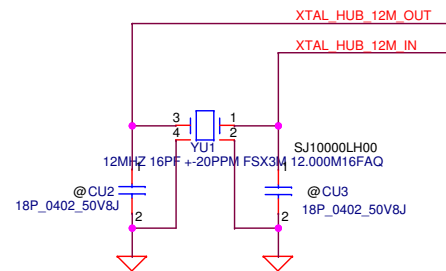 XTAL_HUB_12M_OUT
XTAL_HUB_12M_IN
3
1
4
2
YU1
SJ10000LH00
12MHZ 16PF +-20PPM FSX3M 12.000M16FAQ
1
1
@CU2
@CU3
18P_0402_50V8J
18P_0402_50V8J
2
2